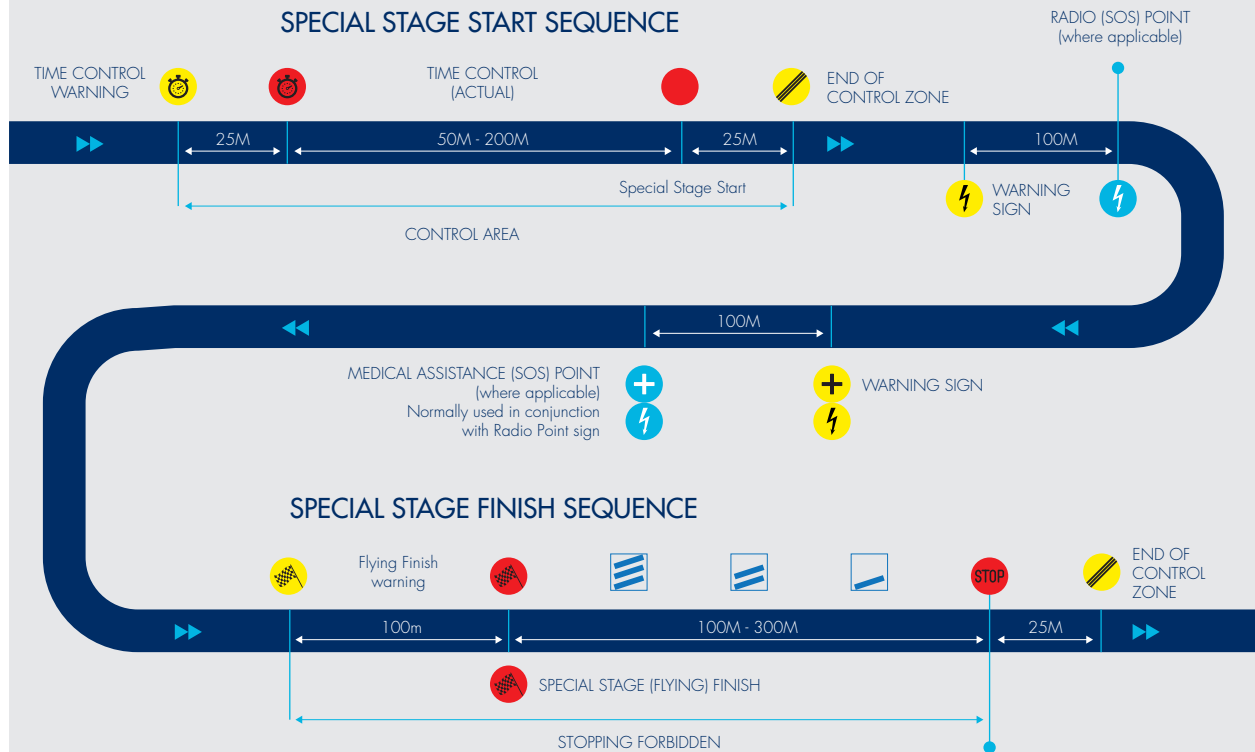 SPECIAL STAGE START SEQUENCE
RADIO (SOS) POINT
(where applicable)
TIME CONTROL
WARNING
TIME CONTROL
(ACTUAL)
END OF
CONTROL ZONE
25M
50M - 200M
25M
100M
Special Stage Start
WARNING
SIGN
CONTROL AREA
100M
MEDICAL ASSISTANCE (SOS) POINT
(where applicable)
Normally used in conjunction
with Radio Point sign
WARNING SIGN
SPECIAL STAGE FINISH SEQUENCE
Flying Finish
warning
STOP
END OF
CONTROL
ZONE
100m
100M - 300M
25M
SPECIAL STAGE (FLYING) FINISH
STOPPING FORBIDDEN